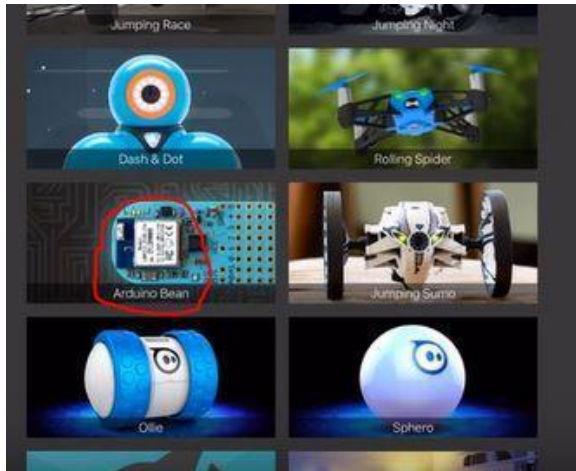 Jumping Race
Jumping Night
Dash & Dot
Rolling Spider
Arduino Bean
Jumping Sumo
Ollie
Sphero